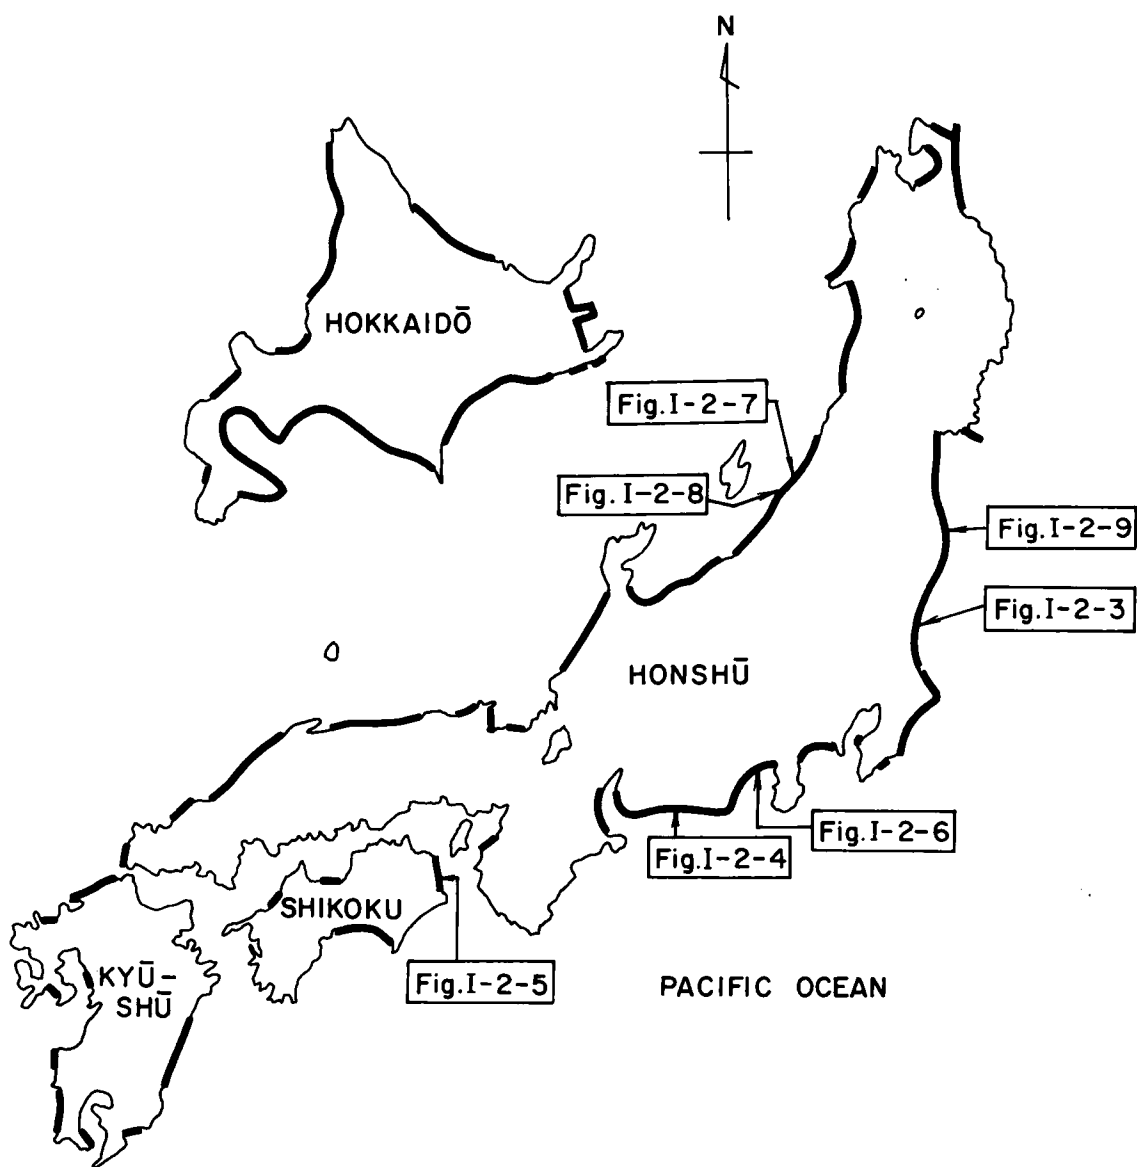 N
HOKKAIDŌ
Fig.I-2-7
Fig.I-2-8
Fig.I-2-9
Fig.I-2-3
HONSHŪ
Fig.I-2-6
Fig.I-2-4
SHIKOKU
KYŪ-
SHŪ
Fig.I-2-5
PACIFIC OCEAN